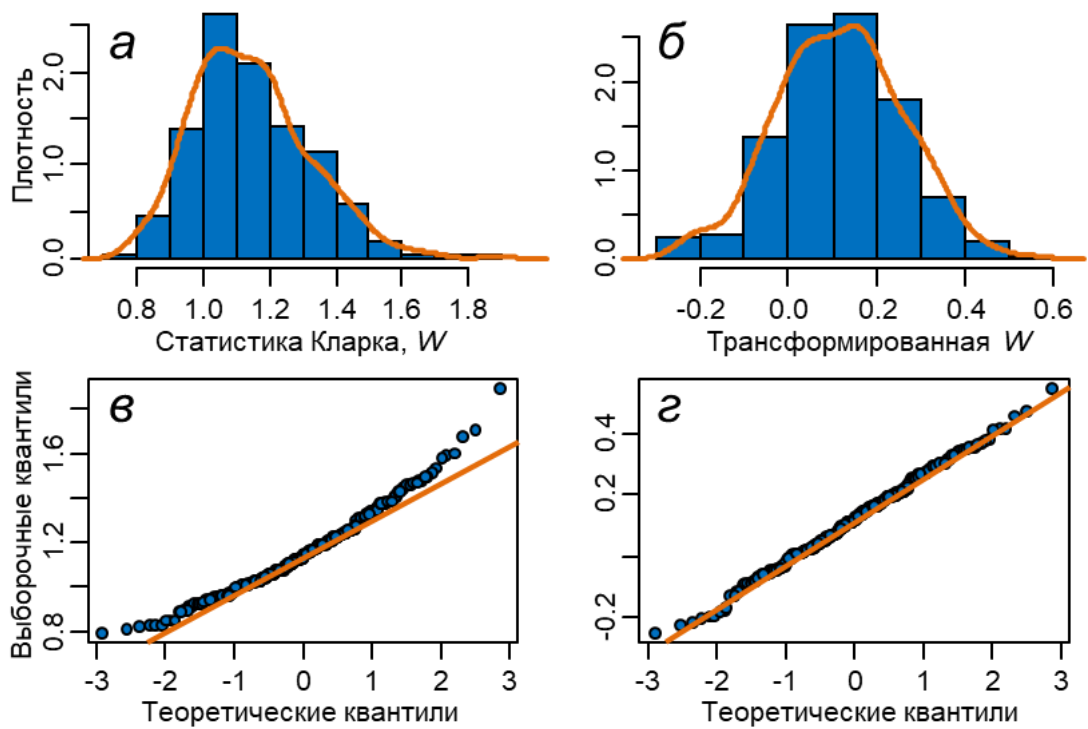 а
Плотность
0.0 1.0 2.0
0.8 1.0 1.2 1.4 1.6 1.8
Статистика Кларка, W
б
0.0 1.0 2.0
-0.2 0.0 0.2 0.4 0.6
Трансформированная W
в
Выборочные квантили
0.8 1.2 1.6
-3 -2 -1 0 1 2 3
Теоретические квантили
г
-0.2 0.2 0.4
-3 -2 -1 0 1 2 3
Теоретические квантили